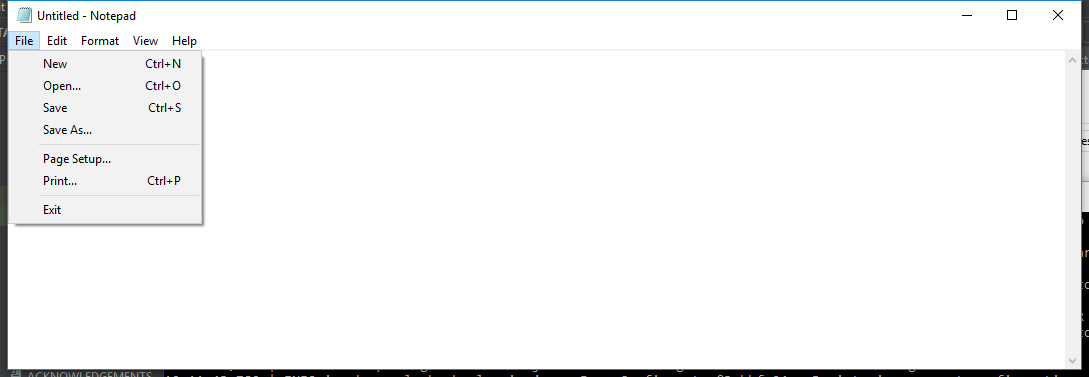 Untitled - Notepad
File Edit Format View Help
New Ctrl+N
Open... Ctrl+O
Save Ctrl+S
Save As...
Page Setup...
Print... Ctrl+P
Exit
ACKNOWLEDGEMENTS